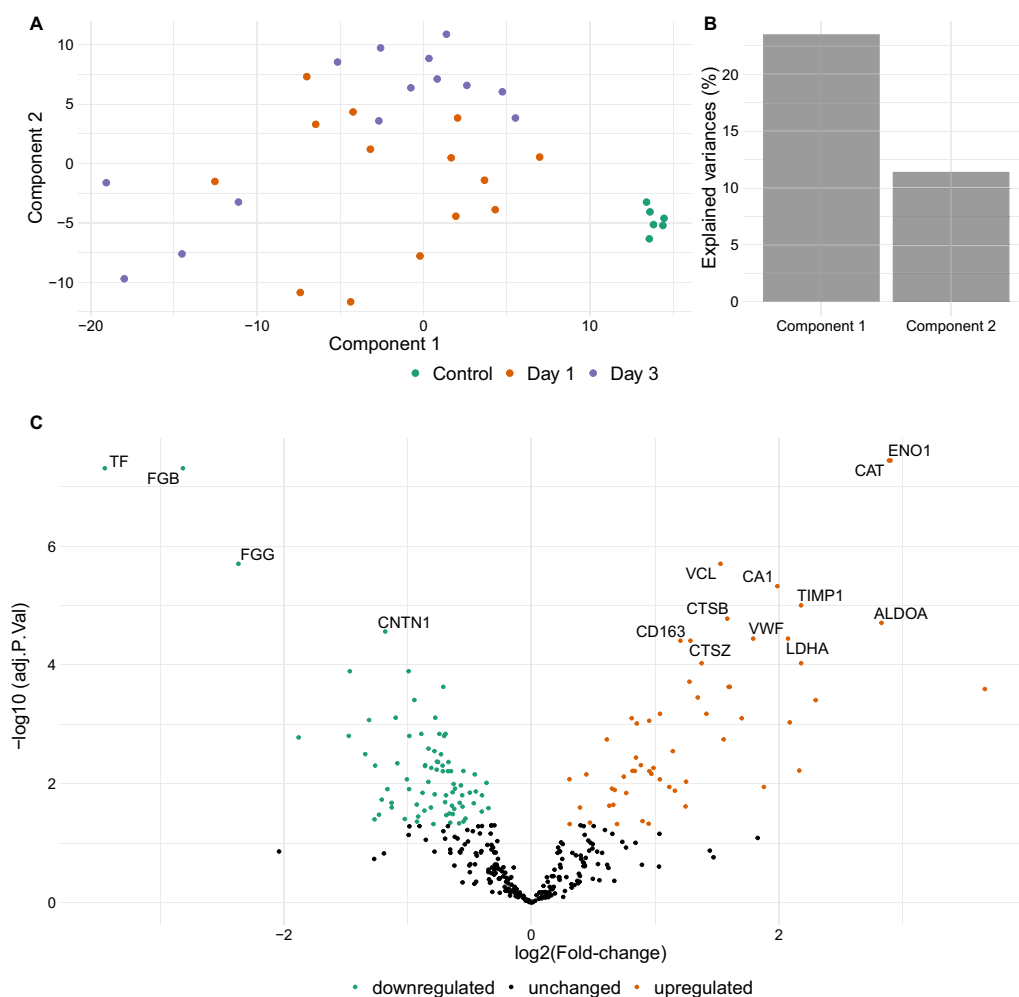 A
10
5
0
−5
−10
−20
−10
0
10
Component 2
Component 1
B
20
15
10
5
0
Explained variances (%)
Component 1
Component 2
Control
Day 1
Day 3
C
TF
FGB
FGG
CNTN1
ENO1
CAT
VCL
CA1
TIMP1
CTSB
ALDOA
CD163
VWF
CTSZ
LDHA
6
4
2
0
−2
0
2
−log10 (adj.P.Val)
log2(Fold-change)
downregulated
unchanged
upregulated